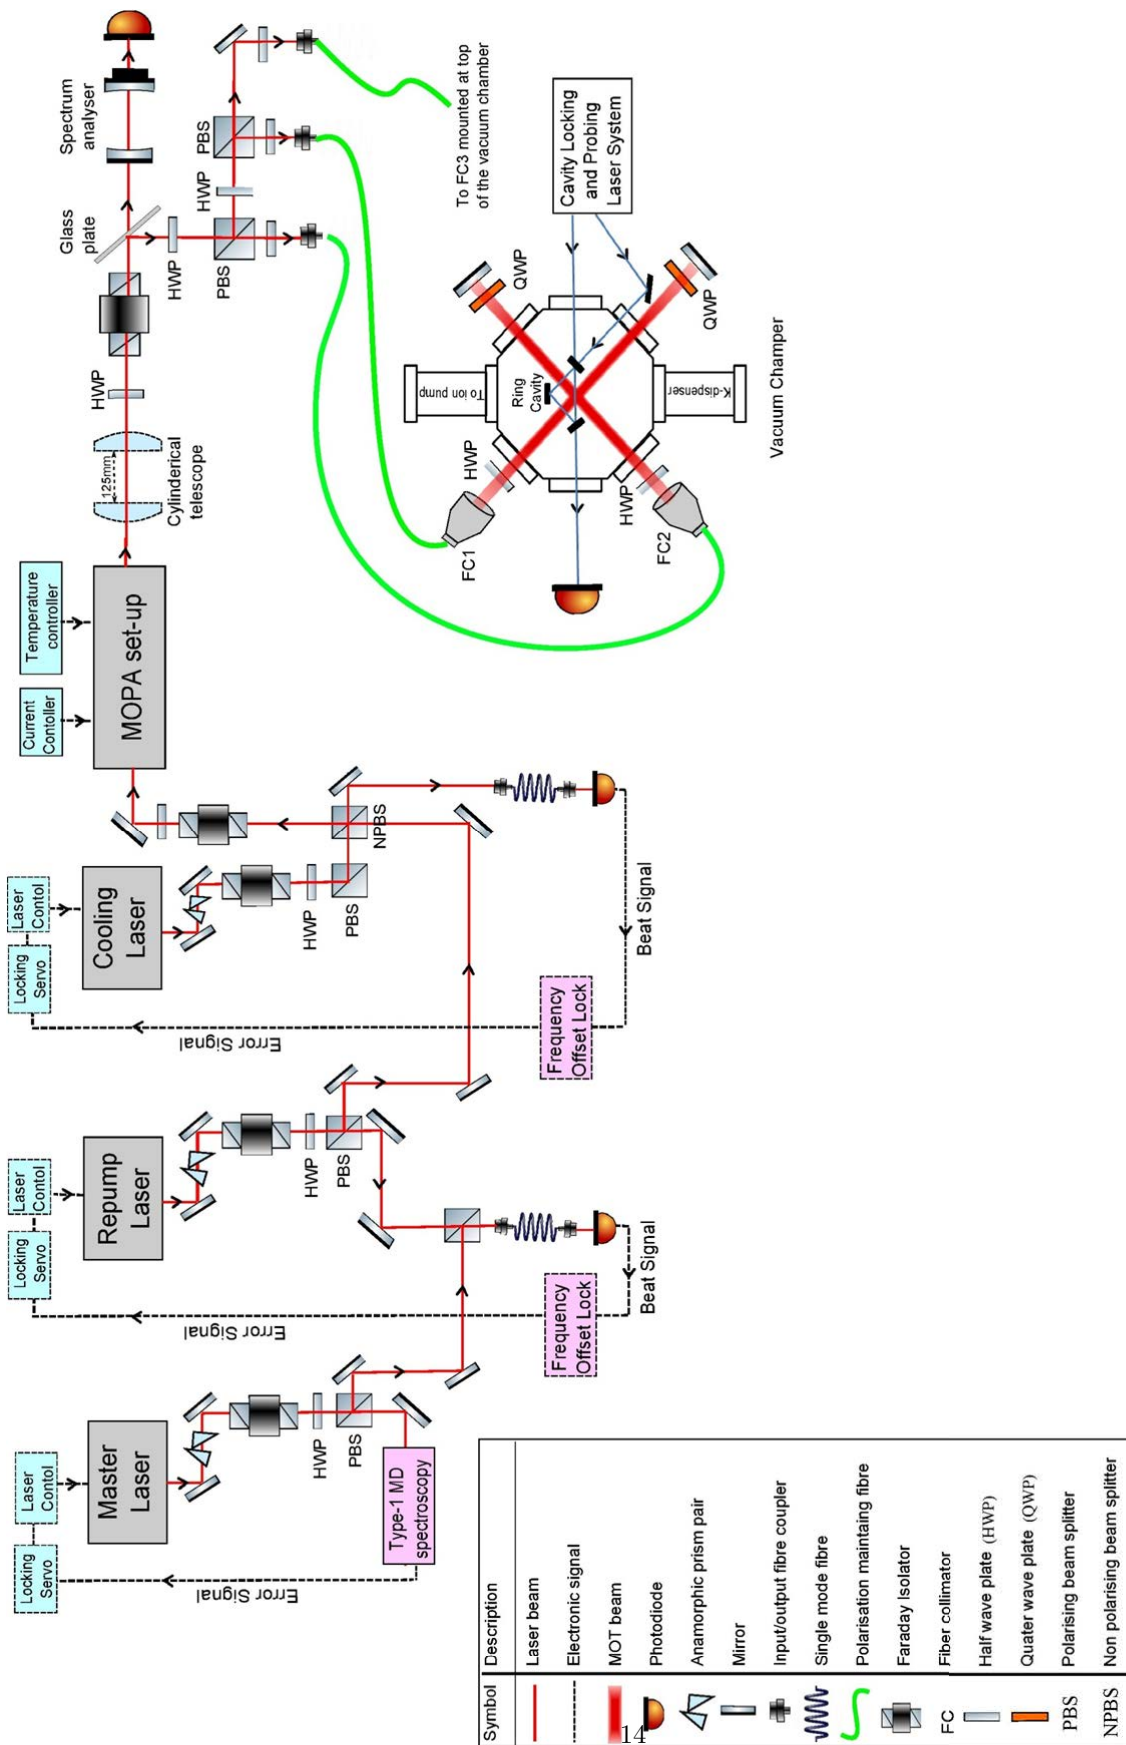 Spectrum
analyser
Glass
plate
HWP
PBS
HWP
PBS
To FC3 mounted at top
of the vacuum chamber
HWP
125mm
Cylinderical
telescope
Temperature
controller
Current
Contoller
MOPA set-up
Cavity Locking
and Probing
Laser System
QWP
QWP
To ion pump
Ring
Cavity
K-dispenser
HWP
HWP
FC1
FC2
Vacuum Champer
NPBS
Laser
Contol
Locking
Servo
Cooling
Laser
HWP
PBS
Beat Signal
Frequency
Offset Lock
Error Signal
Laser
Contol
Locking
Servo
Repump
Laser
HWP
PBS
Beat Signal
Frequency
Offset Lock
Error Signal
Laser
Contol
Locking
Servo
Master
Laser
HWP
PBS
Type-1 MD
spectroscopy
Error Signal
Symbol Description
Laser beam
Electronic signal
MOT beam
Photodiode
Anamorphic prism pair
Mirror
Input/output fibre coupler
Single mode fibre
Polarisation maintaing fibre
Faraday Isolator
FC Fiber collimator
Half wave plate (HWP)
Quater wave plate (QWP)
PBS Polarising beam splitter
NPBS Non polarising beam splitter
14